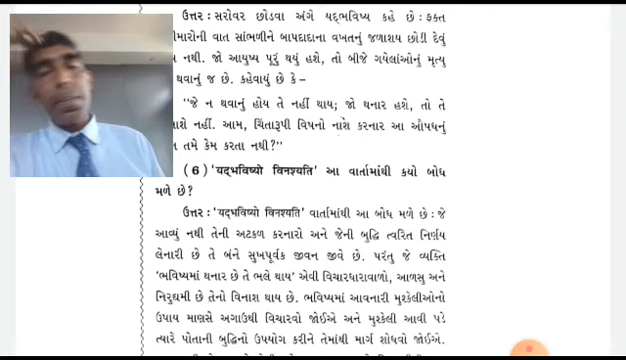 ઉત્તર : સરોવર છોડવા અંગે યદ્ભવિષ્ય કહે છે : ફક્ત
વાત સાંભળીને બાપદાદાના વખતનું જળાશય છોડી દેવું
નથી. જો આયુષ્ય પૂરું થયું હશે, તો બીજે ગયેલાંઓનું મૃત્યુ
થવાનું જ છે. કહેવાયું છે કે –
“જે ન થવાનું હોય તે નહીં થાય; જો થનાર હશે, તો તે
નહીં. આમ, ચિંતારૂપી વિષનો નાશ કરનાર આ ઔષધનું
તમે કેમ કરતા નથી?”
(6) ‘યદ્ભવિષ્યો વિનશ્યતિ’ આ વાર્તામાંથી કયો બોધ
મળે છે?
ઉત્તર : ‘યદ્ભવિષ્યો વિનશ્યતિ’ વાર્તામાંથી આ બોધ મળે છે : જે
આવ્યું નથી તેની અટકળ કરનારો અને જેની બુદ્ધિ ત્વરિત નિર્ણય
લેનારી છે તે બંને સુખપૂર્વક જીવન જીવે છે. પરંતુ જે વ્યક્તિ
‘ભવિષ્યમાં થનાર છે તે ભલે થાય’ એવી વિચારધારાવાળો, આળસુ અને
નિરુદ્યમી છે તેનો વિનાશ થાય છે. ભવિષ્યમાં આવનારી મુશ્કેલીઓનો
ઉપાય માણસે અગાઉથી વિચારવો જોઈએ અને મુશ્કેલી આવી પડે
ત્યારે પોતાની બુદ્ધિનો ઉપયોગ કરીને તેમાંથી માર્ગ શોધવો જોઈએ.